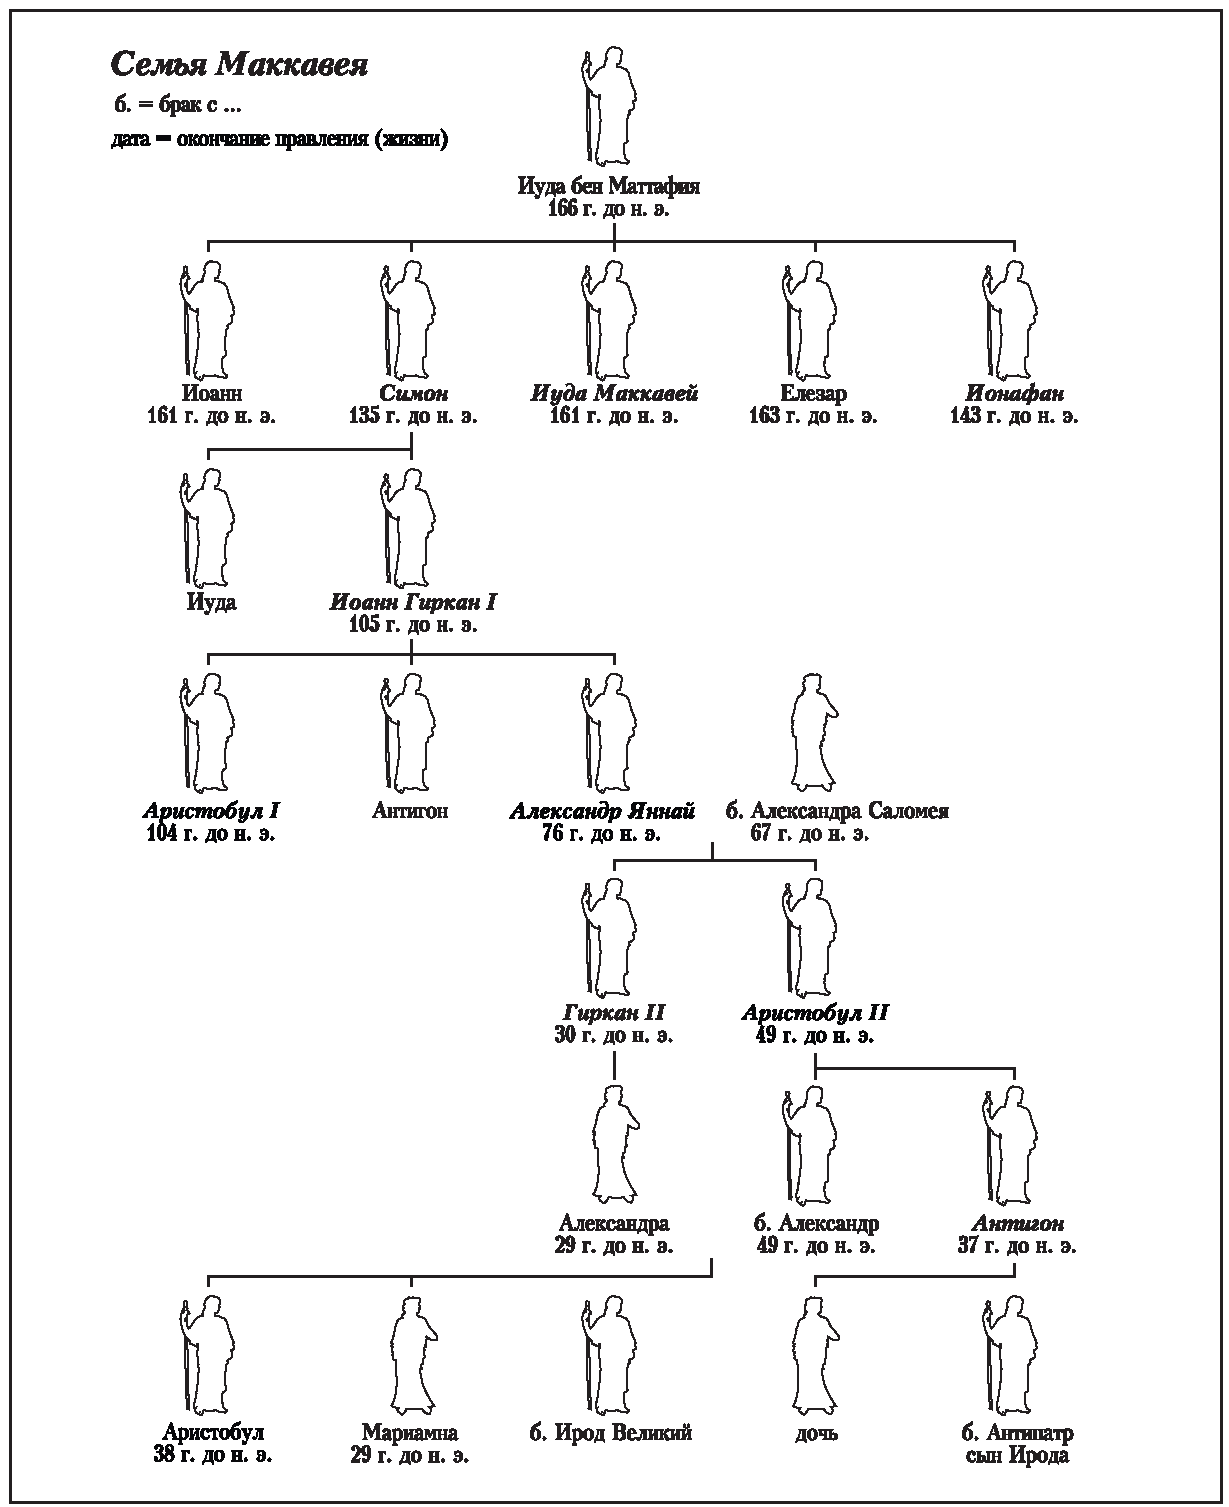 Семья Маккавея
б. = брак с ...
дата = окончание правления (жизни)
Иуда бен Маттафия
166 г. до н. э.
Иоанн
161 г. до н. э.
Симон
135 г. до н. э.
Иуда Маккавей
161 г. до н. э.
Елезар
163 г. до н. э.
Ионафан
143 г. до н. э.
Иуда
Иоанн Гиркан I
105 г. до н. э.
Аристобул I
104 г. до н. э.
Антигон
Александр Яннай
76 г. до н. э.
б. Александра Саломея
67 г. до н. э.
Гиркан II
30 г. до н. э.
Аристобул II
49 г. до н. э.
Александра
29 г. до н. э.
б. Александр
49 г. до н. э.
Антигон
37 г. до н. э.
Аристобул
38 г. до н. э.
Мариамна
29 г. до н. э.
б. Ирод Великий
дочь
б. Антипатр
сын Ирода